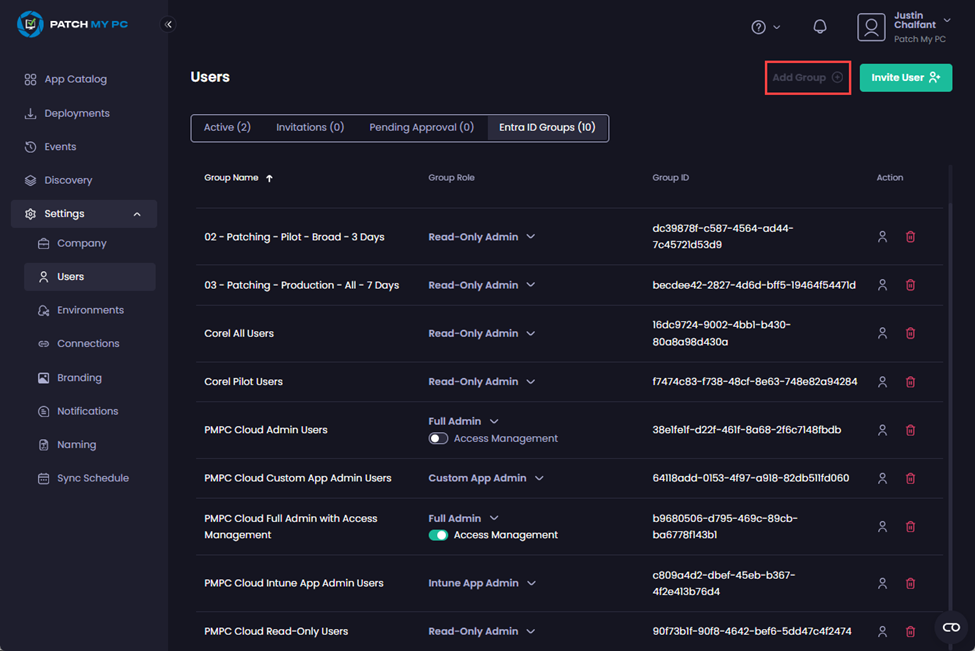 PATCH MY PC
Justin
Chalfant
Patch My PC
App Catalog
Deployments
Events
Discovery
Settings
Company
Users
Environments
Connections
Branding
Notifications
Naming
Sync Schedule
Users
Add Group
Invite User
Active (2) Invitations (0) Pending Approval (0) Entra ID Groups (10)
Group Name Group Role Group ID Action
02 - Patching - Pilot - Broad - 3 Days Read-Only Admin dc39878f-c587-4564-ad44-
7c45721d53d9
03 - Patching - Production - All - 7 Days Read-Only Admin becdee42-2827-4d6d-bff5-19464f54471d
Corel All Users Read-Only Admin 16dc9724-9002-4bb1-b430-
80a8a98d430a
Corel Pilot Users Read-Only Admin f7474c83-f738-48cf-8e63-748e82a94284
PMPC Cloud Admin Users Full Admin 38e1fe1f-d22f-461f-8a68-2f6c7148fbdb
Access Management
PMPC Cloud Custom App Admin Users Custom App Admin 64118add-0153-4f97-a918-82db511fd060
PMPC Cloud Full Admin with Access Full Admin b9680506-d795-469c-89cb-
Management Access Management ba6778f143b1
PMPC Cloud Intune App Admin Users Intune App Admin c809a4d2-dbef-45eb-b367-
4f2e413b76d4
PMPC Cloud Read-Only Users Read-Only Admin 90f73b1f-90f8-4642-bef6-5dd47c4f2474